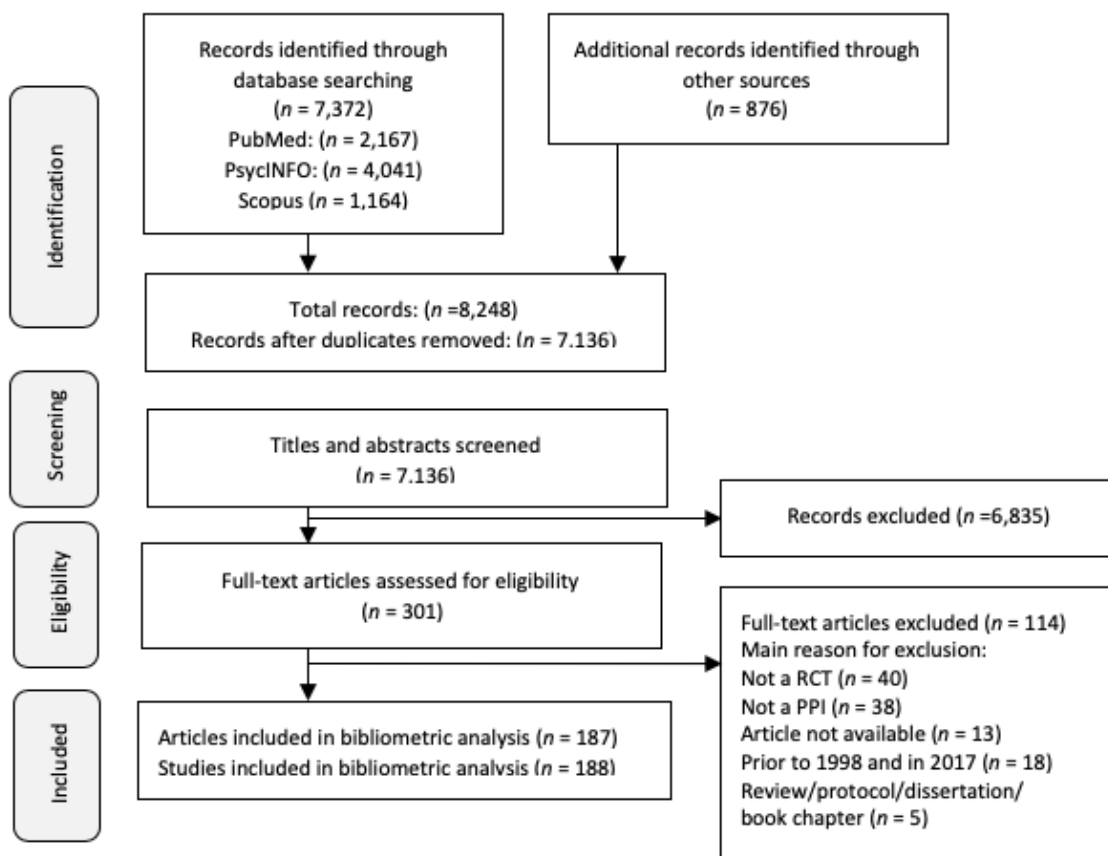 Records identified through
database searching
(n = 7,372)
PubMed: (n = 2,167)
PsycINFO: (n = 4,041)
Scopus (n = 1,164)
Additional records identified through
other sources
(n = 876)
Identification
Total records: (n =8,248)
Records after duplicates removed: (n = 7.136)
Screening
Titles and abstracts screened
(n = 7.136)
Records excluded (n =6,835)
Eligibility
Full-text articles assessed for eligibility
(n = 301)
Full-text articles excluded (n = 114)
Main reason for exclusion:
Not a RCT (n = 40)
Not a PPI (n = 38)
Article not available (n = 13)
Prior to 1998 and in 2017 (n = 18)
Review/protocol/dissertation/
book chapter (n = 5)
Included
Articles included in bibliometric analysis (n = 187)
Studies included in bibliometric analysis (n = 188)